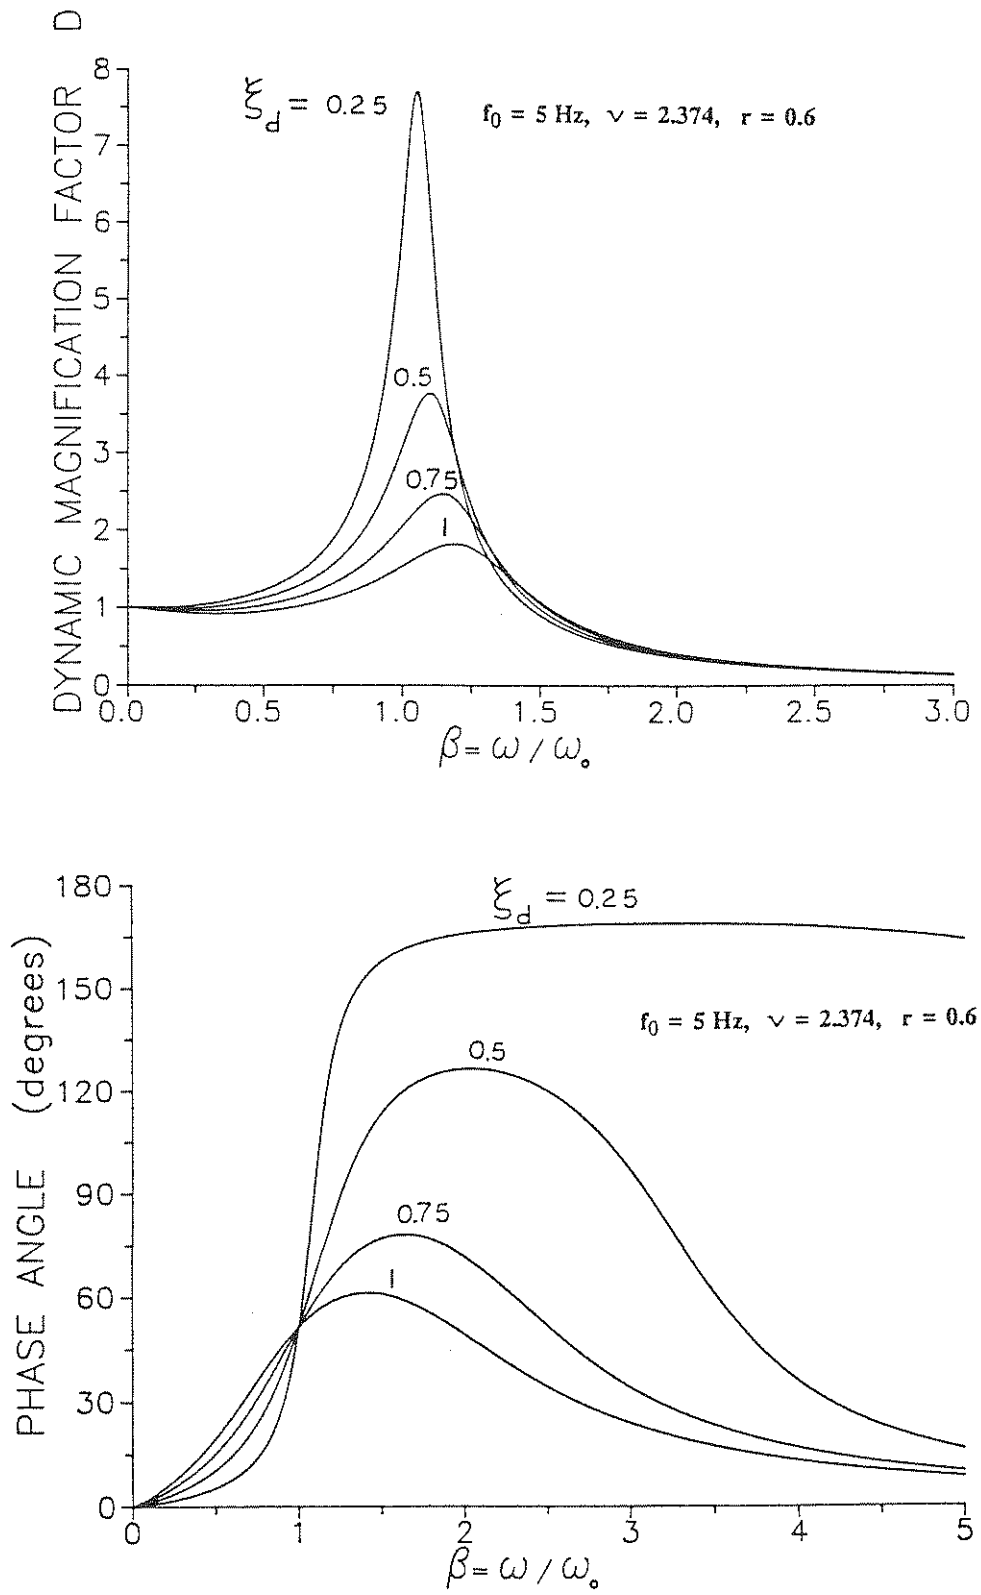 DYNAMIC MAGNIFICATION FACTOR D
8
7
6
5
4
3
2
1
0
ξd = 0.25
f0 = 5 Hz, ν = 2.374, r = 0.6
0.5
0.75
1
0.0 0.5 1.0 1.5 2.0 2.5 3.0
β = ω / ω₀
PHASE ANGLE (degrees)
180
150
120
90
60
30
0
ξd = 0.25
f0 = 5 Hz, ν = 2.374, r = 0.6
0.5
0.75
1
0 1 2 3 4 5
β = ω / ω₀